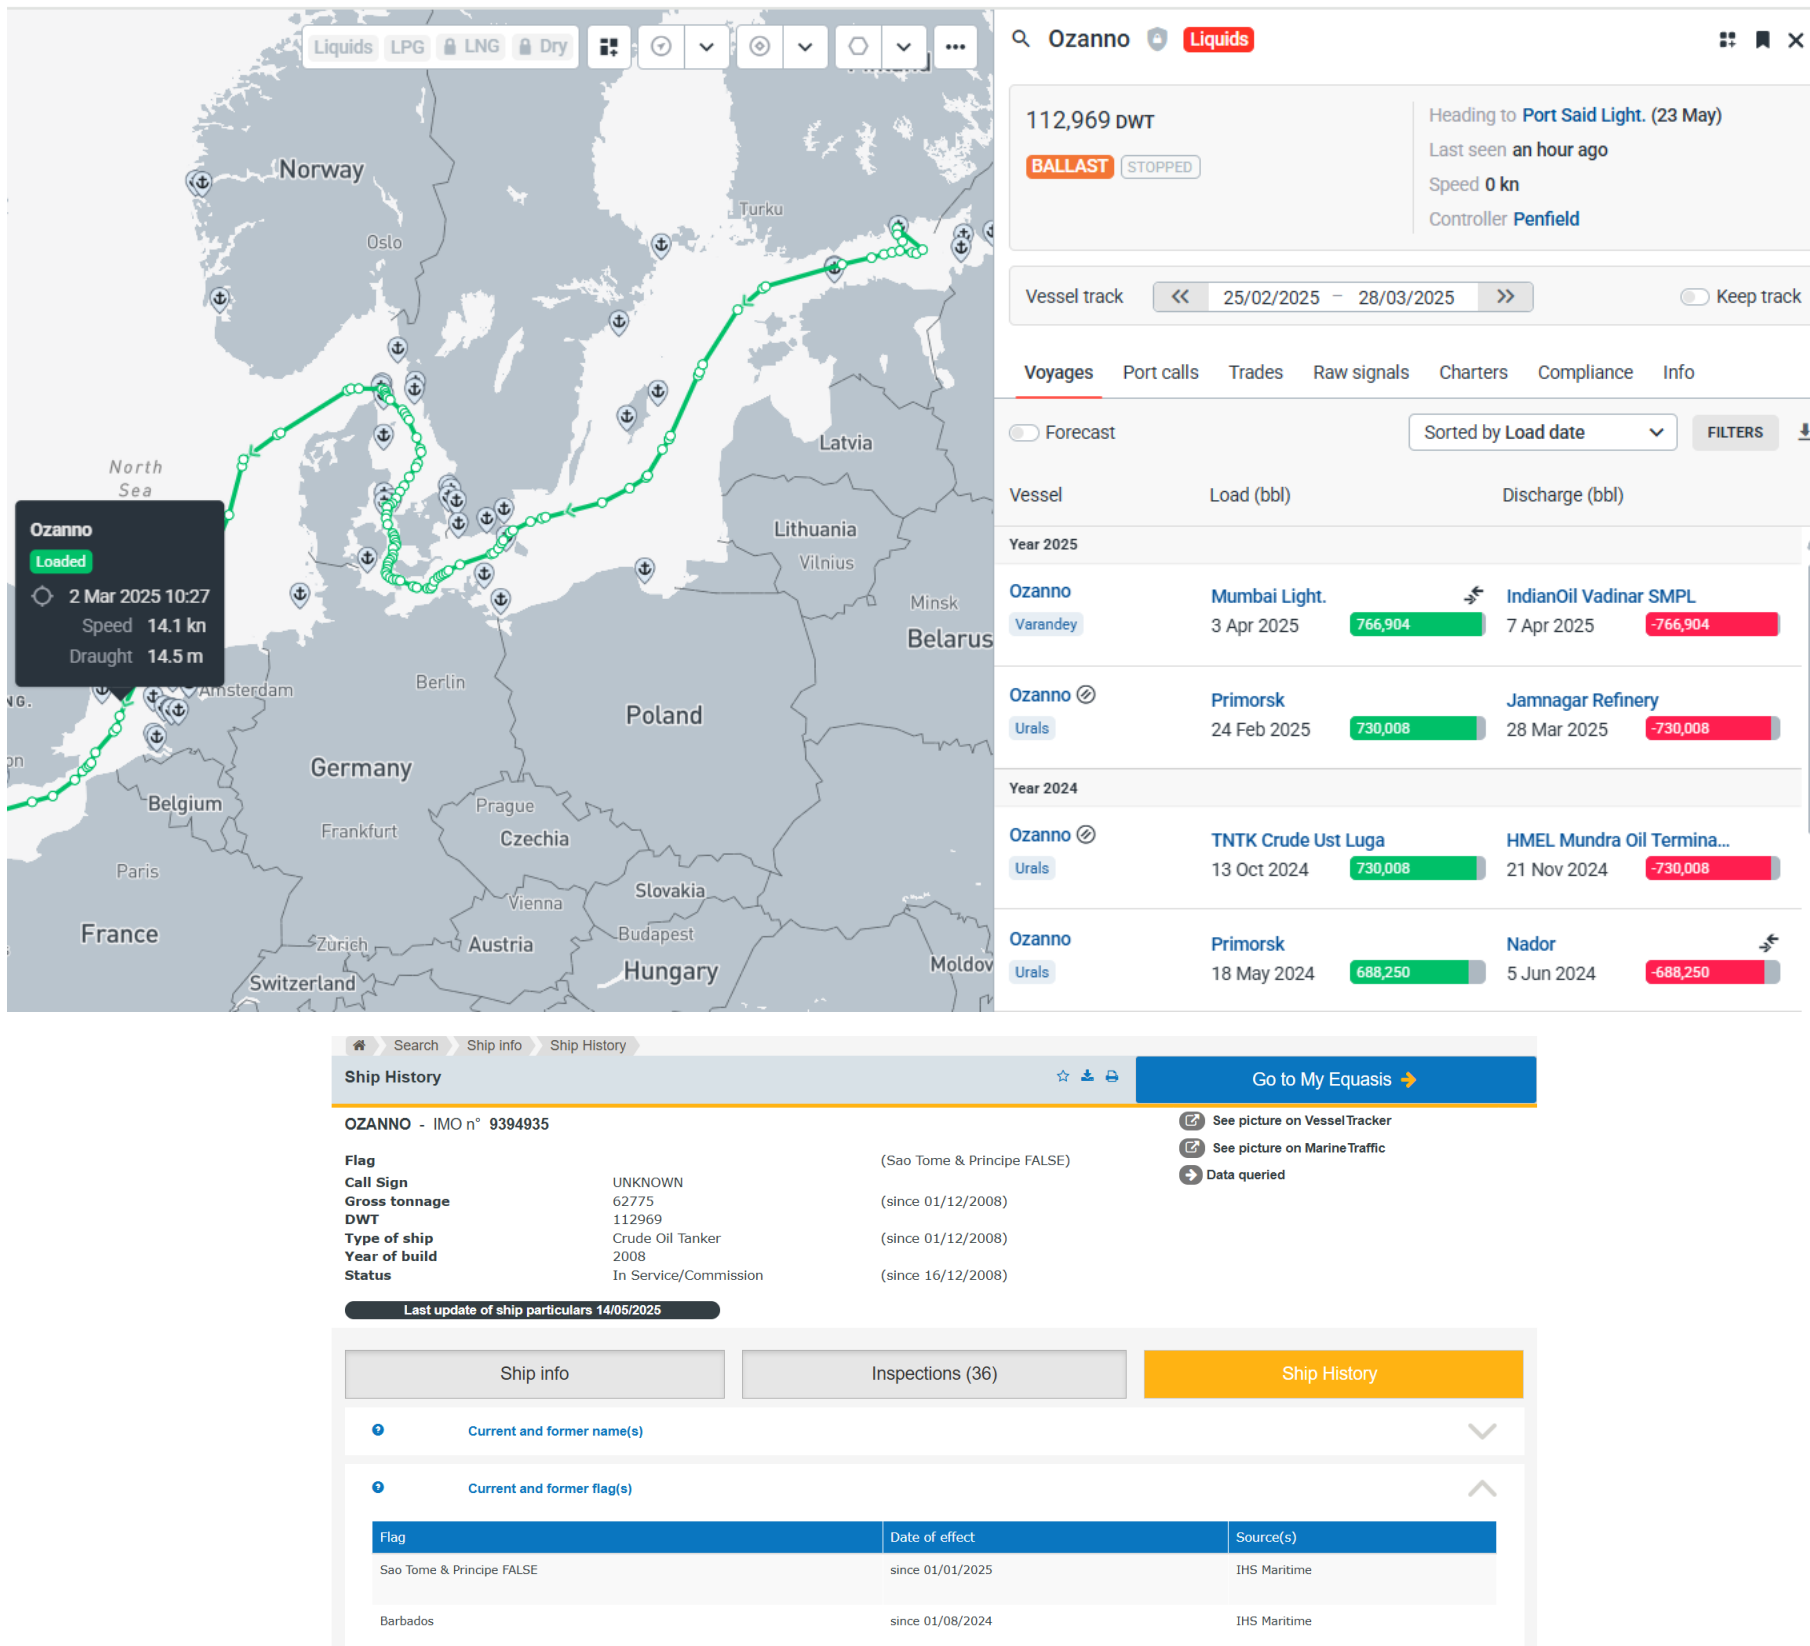 Liquids LPG LNG Dry
Norway
Oslo
Turku
North
Sea
Latvia
Lithuania
Vilnius
Minsk
Belarus
Amsterdam
Berlin
Poland
Germany
Belgium
Prague
Frankfurt
Czechia
Paris
Slovakia
Vienna
France
Zürich
Austria
Budapest
Hungary
Switzerland
Moldov
Ozanno
Loaded
2 Mar 2025 10:27
Speed 14.1 kn
Draught 14.5 m
Ozanno Liquids
112,969 DWT
BALLAST STOPPED
Heading to Port Said Light. (23 May)
Last seen an hour ago
Speed 0 kn
Controller Penfield
Vessel track 25/02/2025 – 28/03/2025 Keep track
Voyages Port calls Trades Raw signals Charters Compliance Info
Forecast Sorted by Load date FILTERS
Vessel Load (bbl) Discharge (bbl)
Year 2025
Ozanno Mumbai Light. IndianOil Vadinar SMPL
Varandey 3 Apr 2025 766,904 7 Apr 2025 -766,904
Ozanno Primorsk Jamnagar Refinery
Urals 24 Feb 2025 730,008 28 Mar 2025 -730,008
Year 2024
Ozanno TNTK Crude Ust Luga HMEL Mundra Oil Termina...
Urals 13 Oct 2024 730,008 21 Nov 2024 -730,008
Ozanno Primorsk Nador
Urals 18 May 2024 688,250 5 Jun 2024 -688,250
Search Ship info Ship History
Ship History Go to My Equasis
OZANNO - IMO n° 9394935
See picture on VesselTracker
See picture on MarineTraffic
Data queried
Flag (Sao Tome & Principe FALSE)
Call Sign UNKNOWN
Gross tonnage 62775 (since 01/12/2008)
DWT 112969
Type of ship Crude Oil Tanker (since 01/12/2008)
Year of build 2008
Status In Service/Commission (since 16/12/2008)
Last update of ship particulars 14/05/2025
Ship info Inspections (36) Ship History
Current and former name(s)
Current and former flag(s)
Flag Date of effect Source(s)
Sao Tome & Principe FALSE since 01/01/2025 IHS Maritime
Barbados since 01/08/2024 IHS Maritime